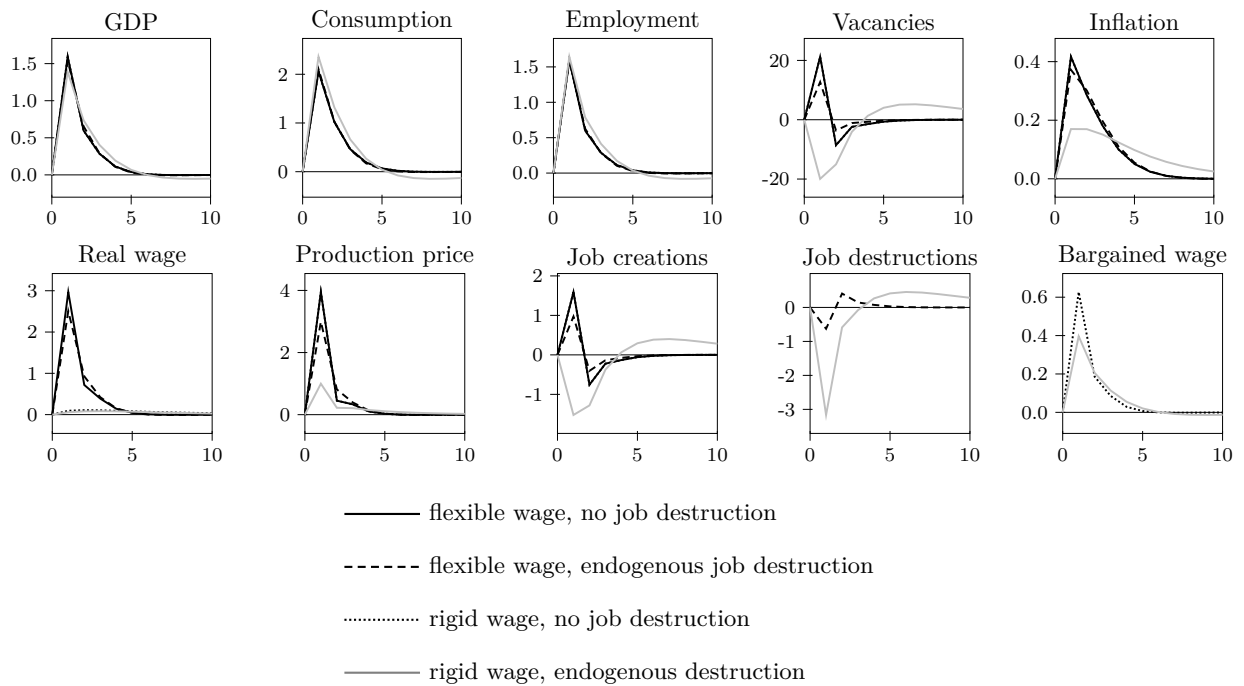 GDP Consumption Employment Vacancies Inflation
1.5
1.0
0.5
0.0
0 5 10
2
1
0
0 5 10
1.5
1.0
0.5
0.0
0 5 10
20
0
-20
0 5 10
0.4
0.2
0.0
0 5 10
Real wage Production price Job creations Job destructions Bargained wage
3
2
1
0
0 5 10
4
2
0
0 5 10
2
1
0
-1
0 5 10
0
-1
-2
-3
0 5 10
0.6
0.4
0.2
0.0
0 5 10
flexible wage, no job destruction
flexible wage, endogenous job destruction
rigid wage, no job destruction
rigid wage, endogenous destruction